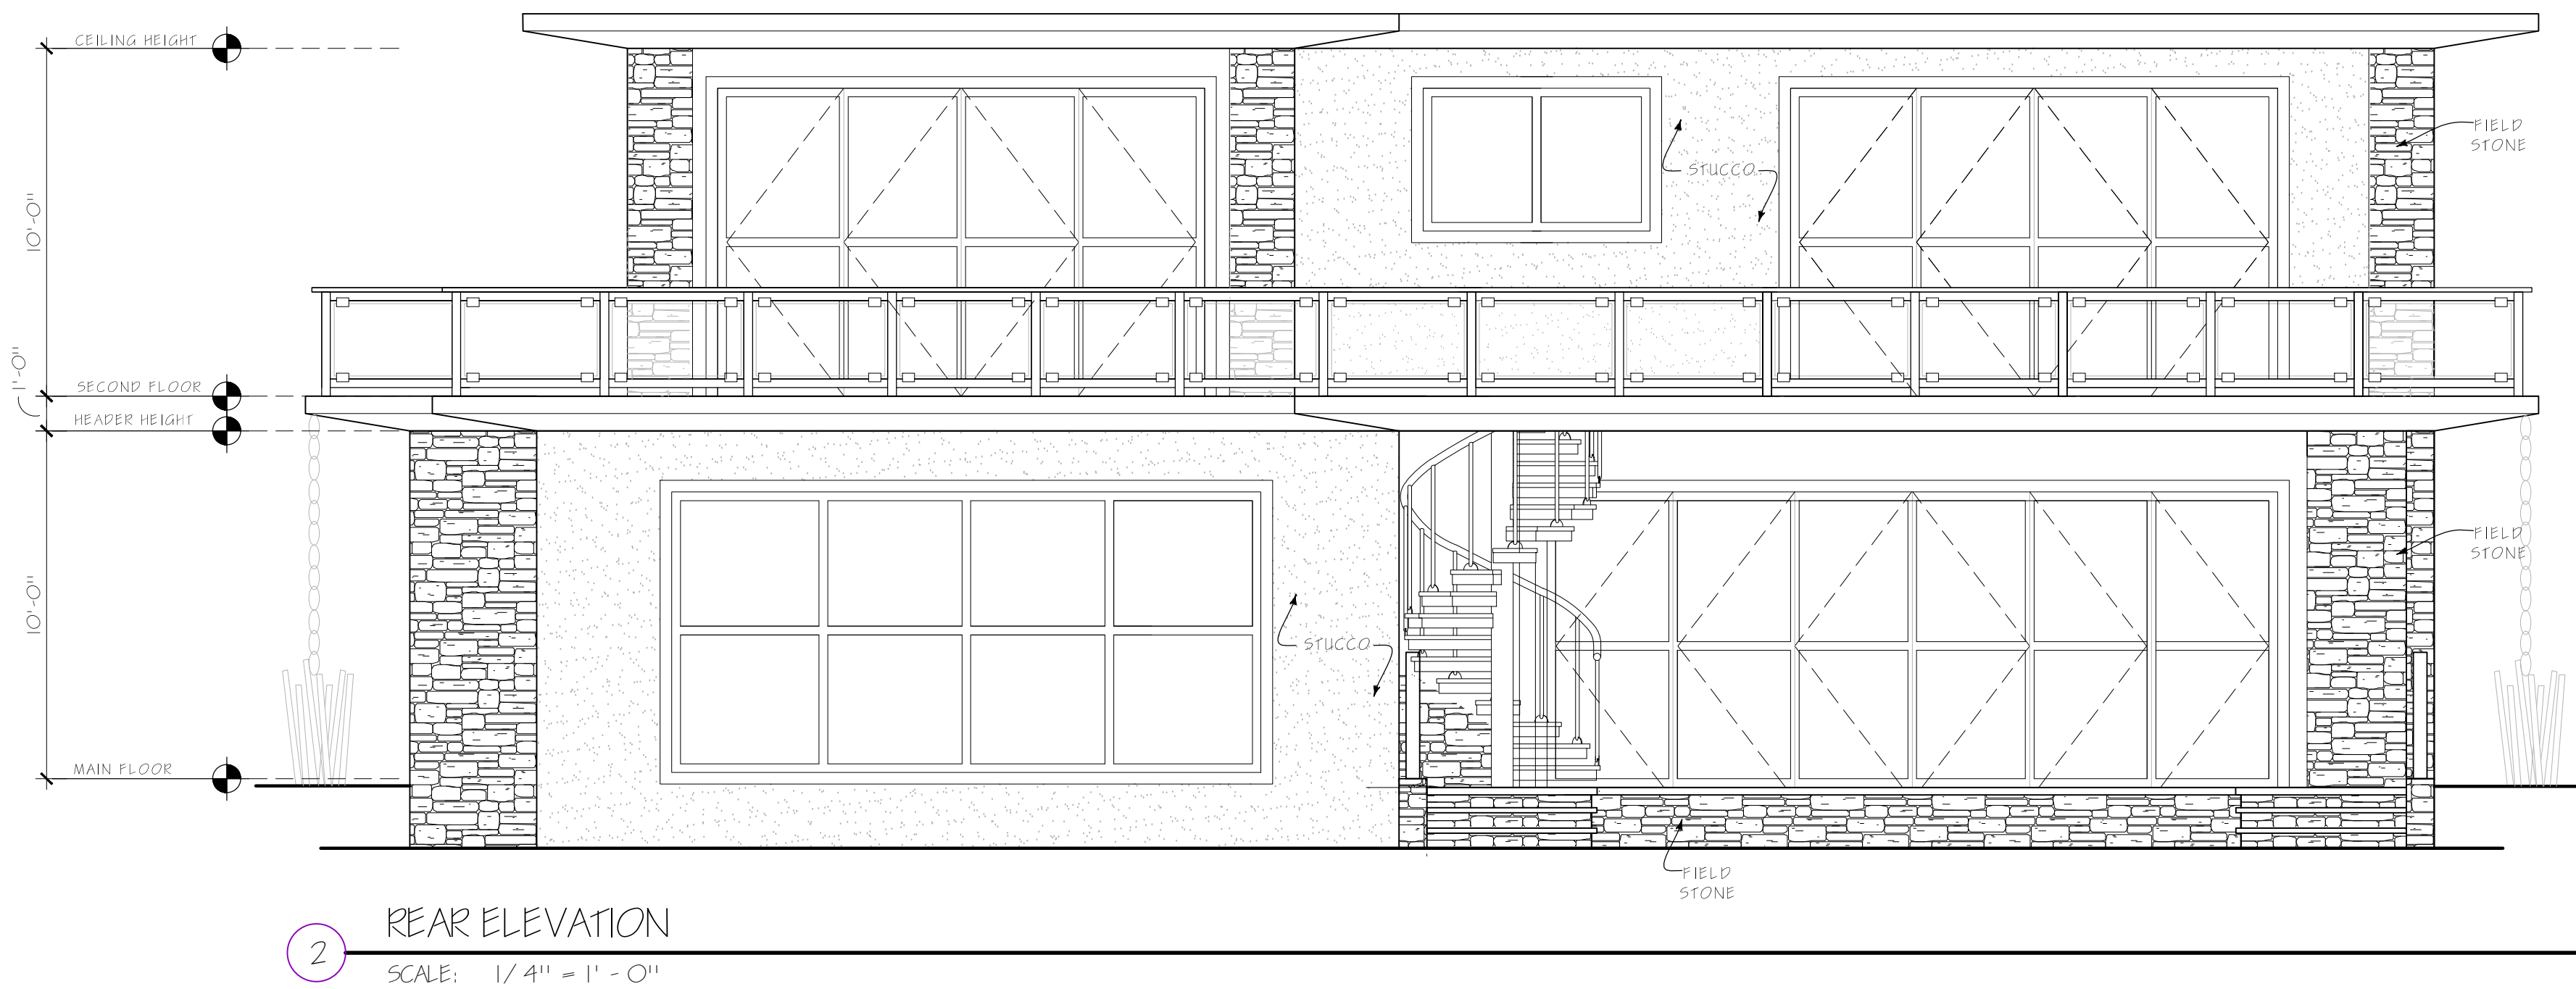 CEILING HEIGHT
10'-0"
FIELD
STONE
STUCCO
SECOND FLOOR
1'-0"
HEADER HEIGHT
FIELD
STONE
10'-0"
STUCCO
MAIN FLOOR
FIELD
STONE
REAR ELEVATION
2
SCALE: 1/4" = 1' - 0"